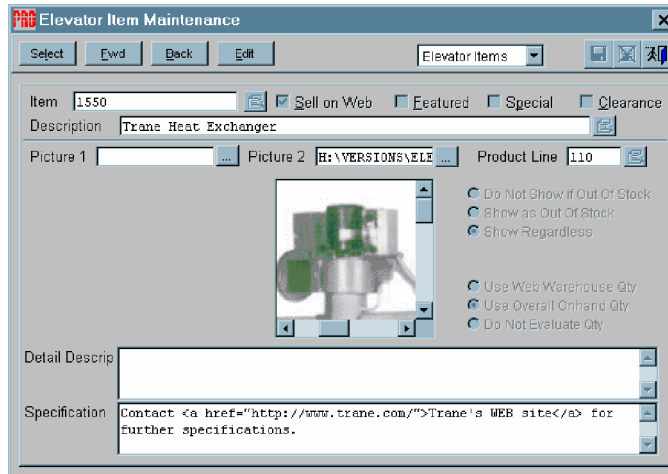 PRO Elevator Item Maintenance
Select Fwd Back Edit Elevator Items
Item 1550 Sell on Web Featured Special Clearance
Description Trane Heat Exchanger
Picture 1 ... Picture 2 H:\VERSIONS\ELE ... Product Line 110
Do Not Show if Out Of Stock
Show as Out Of Stock
Show Regardless
Use Web Warehouse Qty
Use Overall Onhand Qty
Do Not Evaluate Qty
Detail Descrip
Specification Contact <a href="http://www.trane.com/">Trane's WEB site</a> for
further specifications.